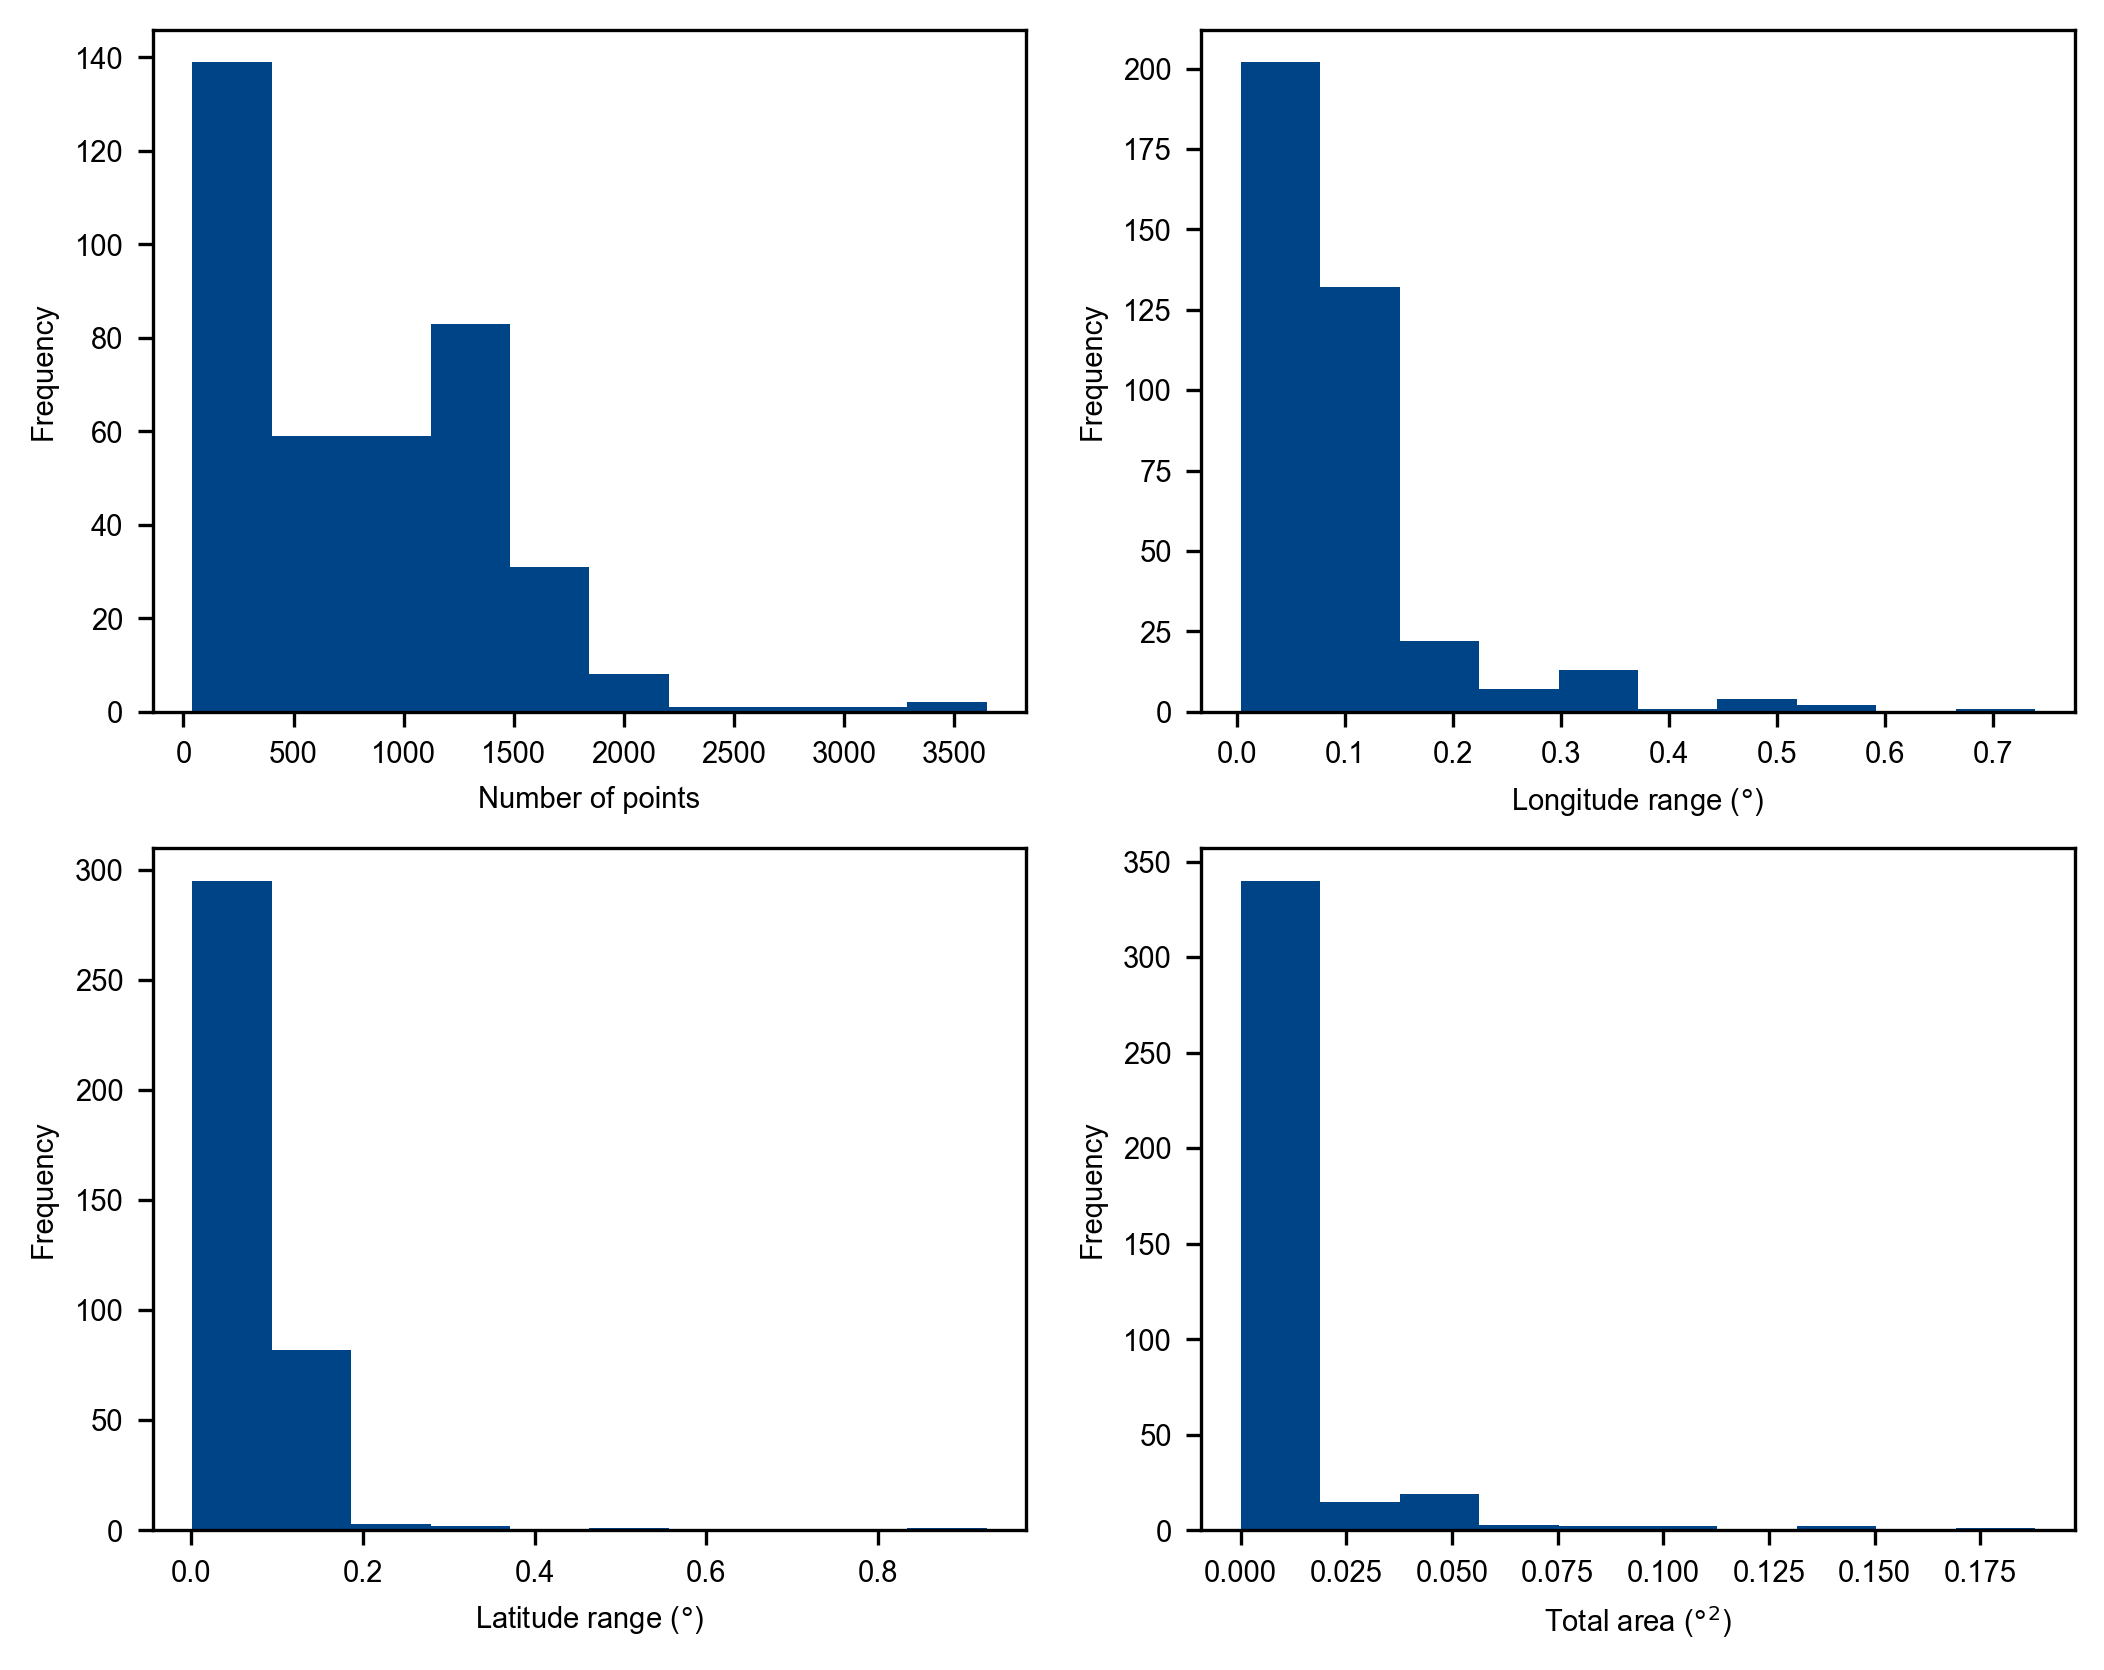 140
120
100
80
60
40
20
0
Frequency
0 500 1000 1500 2000 2500 3000 3500
Number of points
200
175
150
125
100
75
50
25
0
Frequency
0.0 0.1 0.2 0.3 0.4 0.5 0.6 0.7
Longitude range (°)
300
250
200
150
100
50
0
Frequency
0.0 0.2 0.4 0.6 0.8
Latitude range (°)
350
300
250
200
150
100
50
0
Frequency
0.000 0.025 0.050 0.075 0.100 0.125 0.150 0.175
Total area (°²)